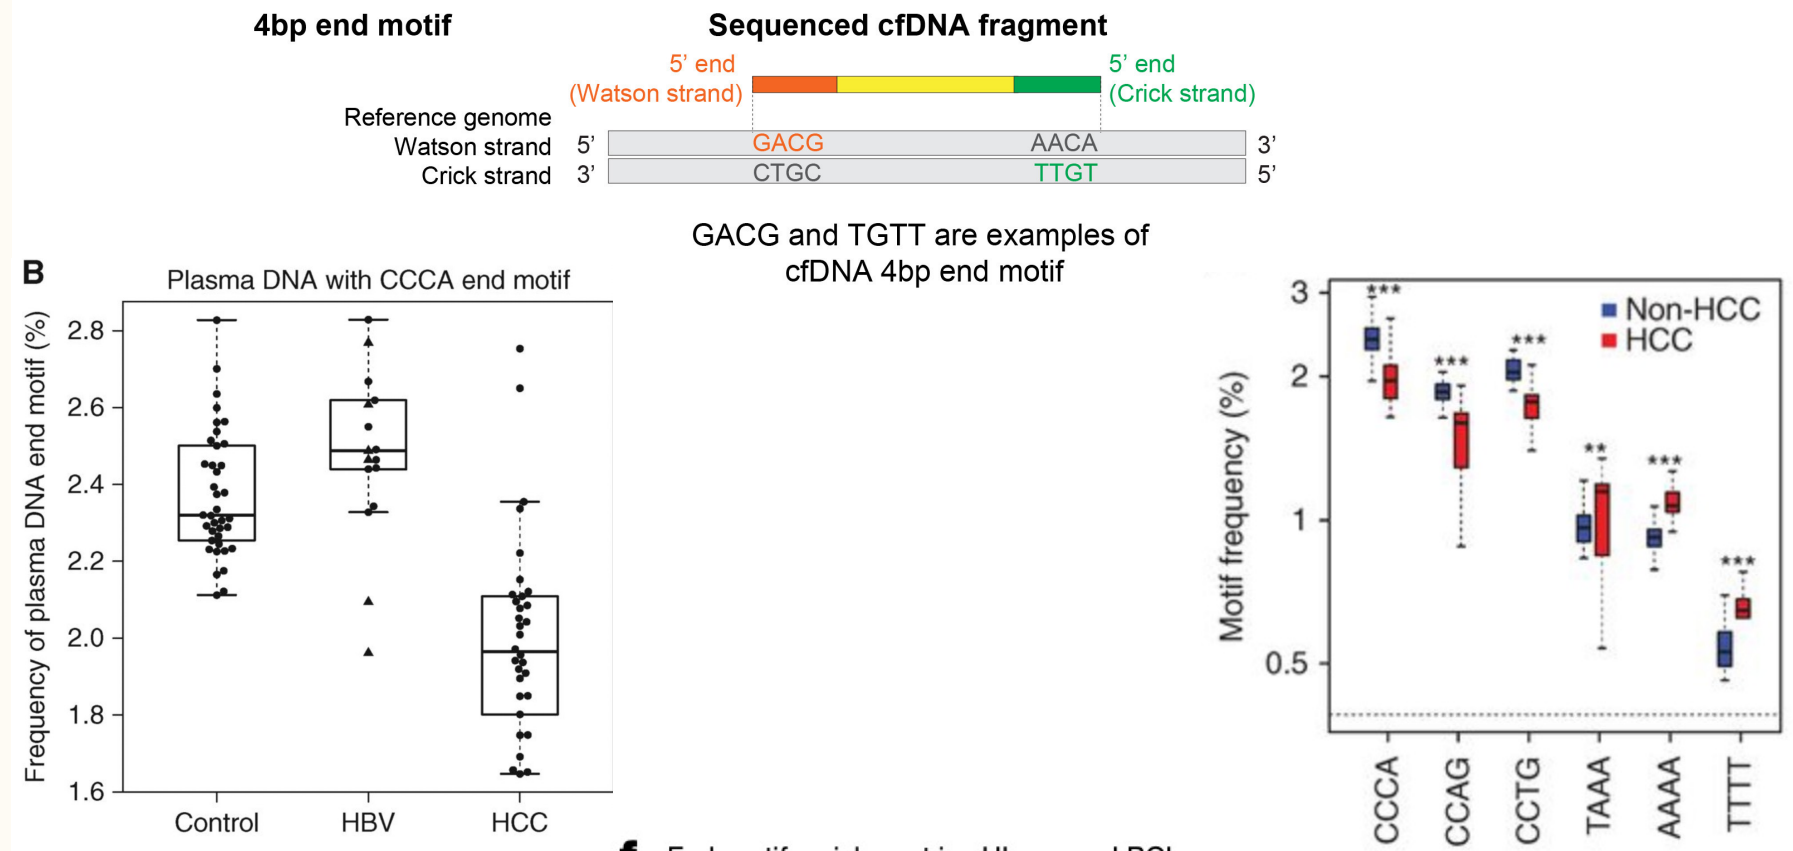 4bp end motif
Sequenced cfDNA fragment
5’ end
(Watson strand)
5’ end
(Crick strand)
Reference genome
Watson strand 5’ GACG AACA 3’
Crick strand 3’ CTGC TTGT 5’
GACG and TGTT are examples of
cfDNA 4bp end motif
B
Plasma DNA with CCCA end motif
Frequency of plasma DNA end motif (%)
2.8
2.6
2.4
2.2
2.0
1.8
1.6
Control HBV HCC
Motif frequency (%)
3
2
1
0.5
Non-HCC
HCC
***
***
***
**
***
***
CCCA
CCAG
CCTG
TAAA
AAAA
TTTT